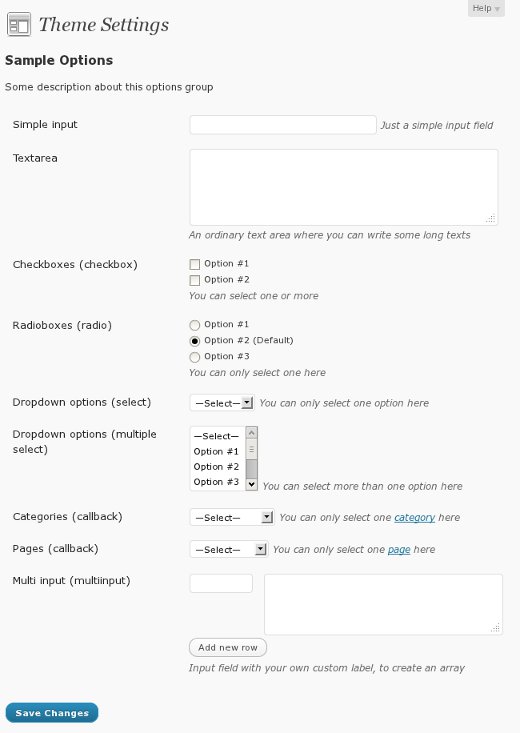 Help
Theme Settings
Sample Options
Some description about this options group
Simple input
Just a simple input field
Textarea
An ordinary text area where you can write some long texts
Checkboxes (checkbox)
Option #1
Option #2
You can select one or more
Radioboxes (radio)
Option #1
Option #2 (Default)
Option #3
You can only select one here
Dropdown options (select)
—Select—
You can only select one option here
Dropdown options (multiple
select)
—Select—
Option #1
Option #2
Option #3
You can select more than one option here
Categories (callback)
—Select—
You can only select one category here
Pages (callback)
—Select—
You can only select one page here
Multi input (multiinput)
Add new row
Input field with your own custom label, to create an array
Save Changes